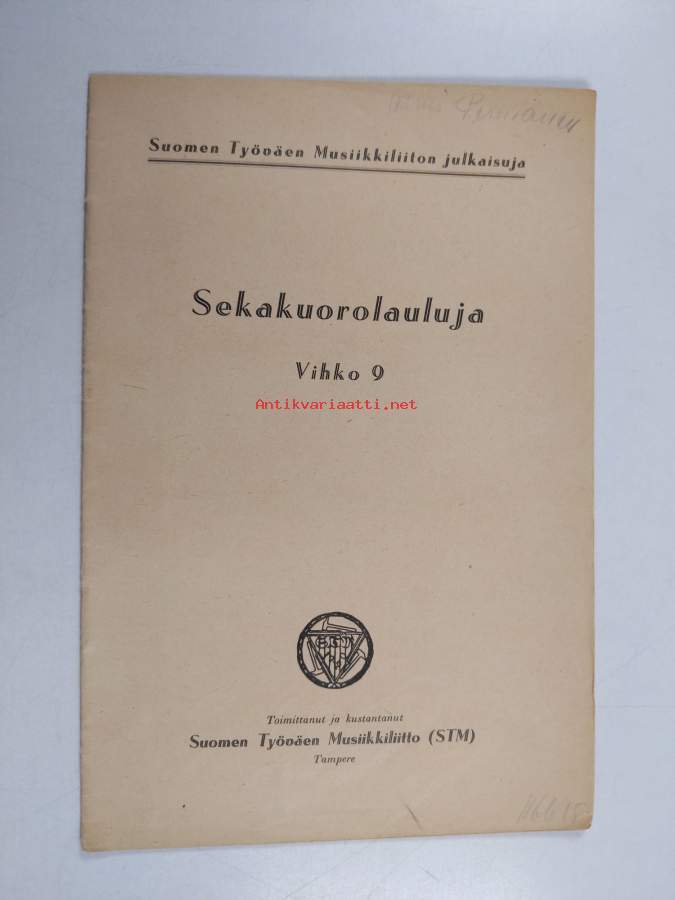 Suomen Työväen Musiikkiliiton julkaisuja
Sekakuorolauluja
Vihko 9
Antikvariaatti.net
Toimittanut ja kustantanut
Suomen Työväen Musiikkiliitto (STM)
Tampere